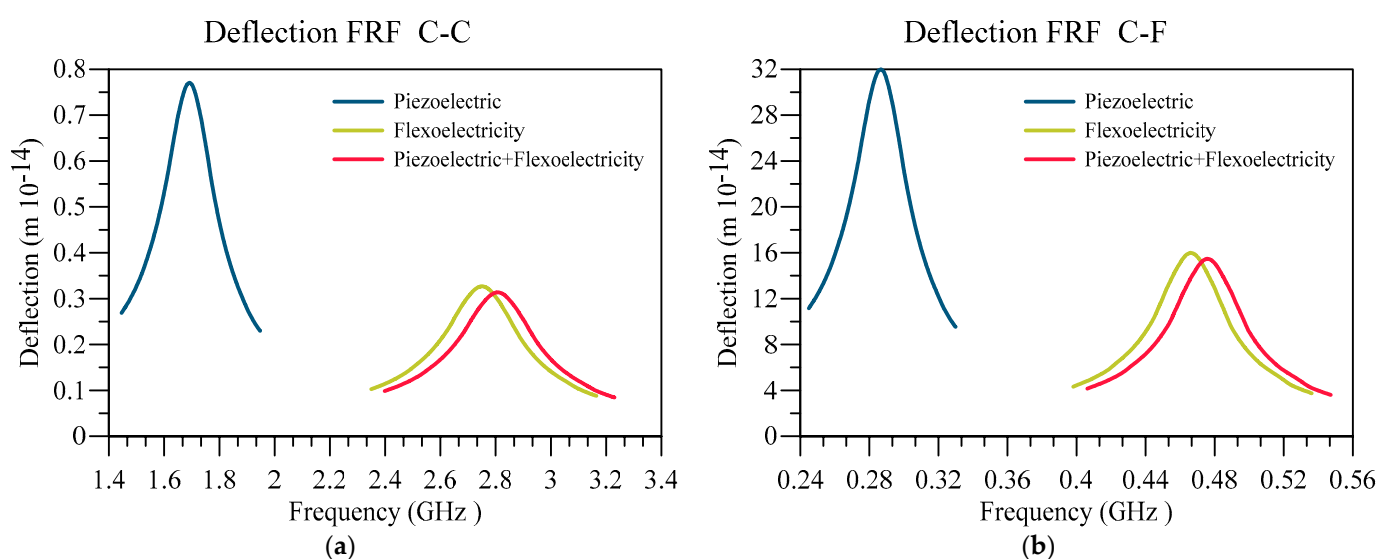 Deflection FRF C-C
Deflection (m 10-14)
0.8
0.7
0.6
0.5
0.4
0.3
0.2
0.1
0
Piezoelectric
Flexoelectricity
Piezoelectric+Flexoelectricity
1.4 1.6 1.8 2 2.2 2.4 2.6 2.8 3 3.2 3.4
Frequency (GHz )
(a)
Deflection FRF C-F
Deflection (m 10-14)
32
28
24
20
16
12
8
4
0
Piezoelectric
Flexoelectricity
Piezoelectric+Flexoelectricity
0.24 0.28 0.32 0.36 0.4 0.44 0.48 0.52 0.56
Frequency (GHz )
(b)